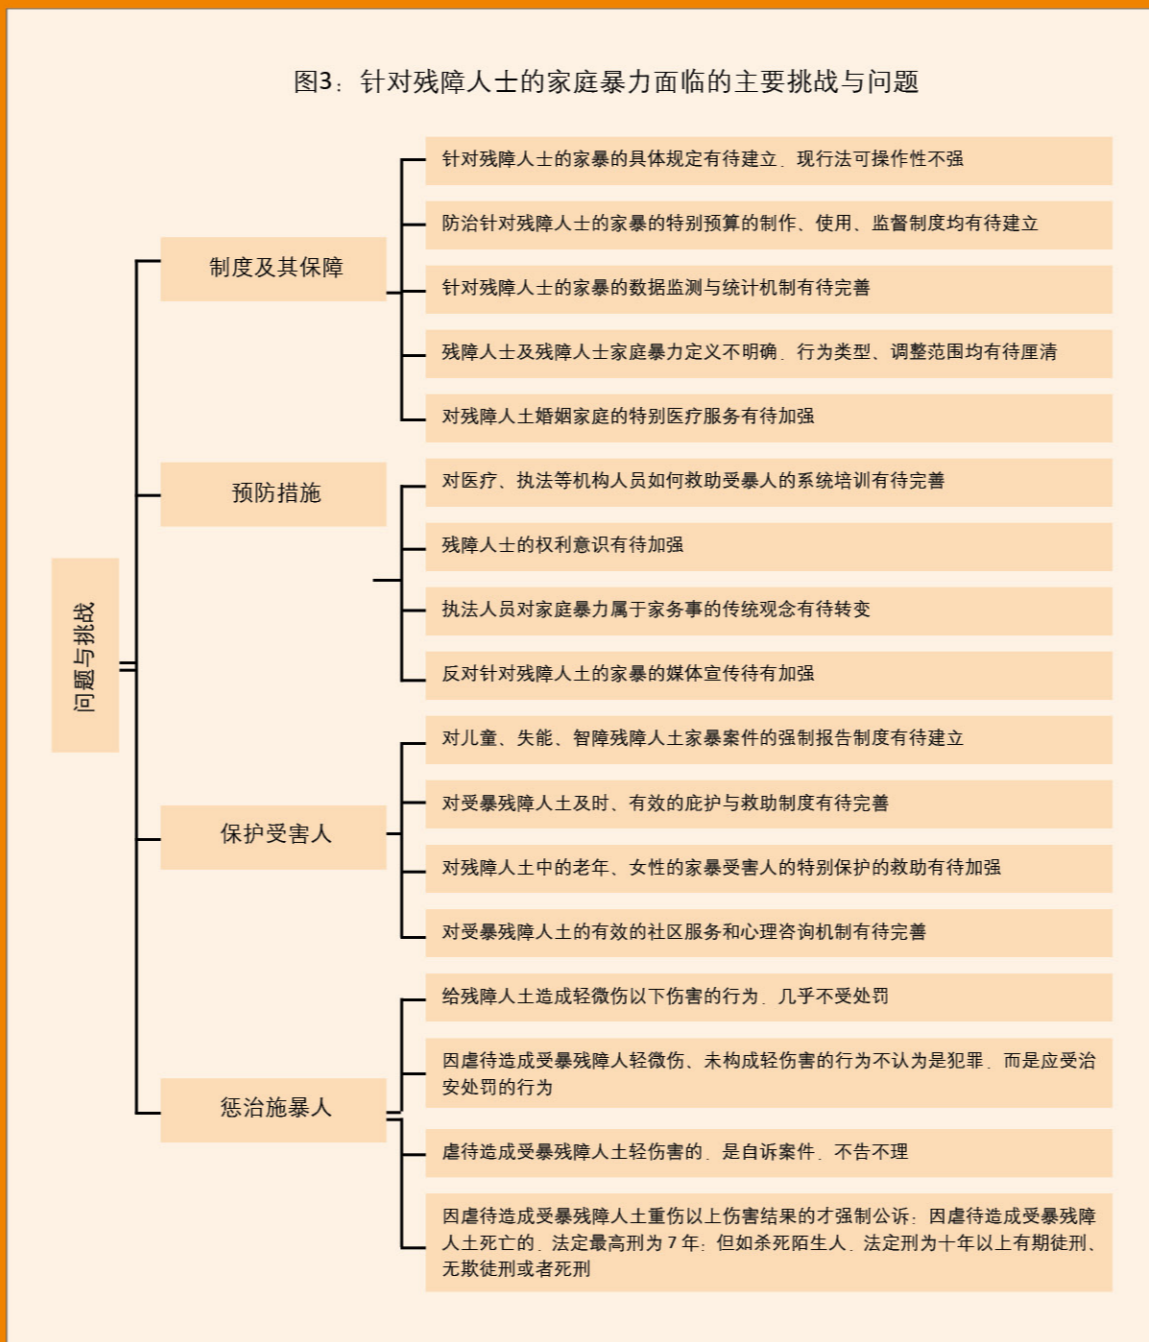 图3：针对残障人士的家庭暴力面临的主要挑战与问题
问题与挑战
制度及其保障
针对残障人士的家暴的具体规定有待建立．现行法可操作性不强
防治针对残障人士的家暴的特别预算的制作、使用、监督制度均有待建立
针对残障人士的家暴的数据监测与统计机制有待完善
残障人士及残障人士家庭暴力定义不明确．行为类型、调整范围均有待厘清
对残障人土婚姻家庭的特别医疗服务有待加强
预防措施
对医疗、执法等机构人员如何救助受暴人的系统培训有待完善
残障人士的权利意识有待加强
执法人员对家庭暴力属于家务事的传统观念有待转变
反对针对残障人土的家暴的媒体宣传待有加强
保护受害人
对儿童、失能、智障残障人土家暴案件的强制报告制度有待建立
对受暴残障人土及时、有效的庇护与救助制度有待完善
对残障人土中的老年、女性的家暴受害人的特别保护的救助有待加强
对受暴残障人土的有效的社区服务和心理咨询机制有待完善
惩治施暴人
给残障人土造成轻微伤以下伤害的行为．几乎不受处罚
因虐待造成受暴残障人轻微伤、未构成轻伤害的行为不认为是犯罪．而是应受治
安处罚的行为
虐待造成受暴残障人土轻伤害的．是自诉案件．不告不理
因虐待造成受暴残障人土重伤以上伤害结果的才强制公诉；因虐待造成受暴残障
人土死亡的．法定最高刑为7年；但如杀死陌生人．法定刑为十年以上有期徒刑、
无欺徒刑或者死刑